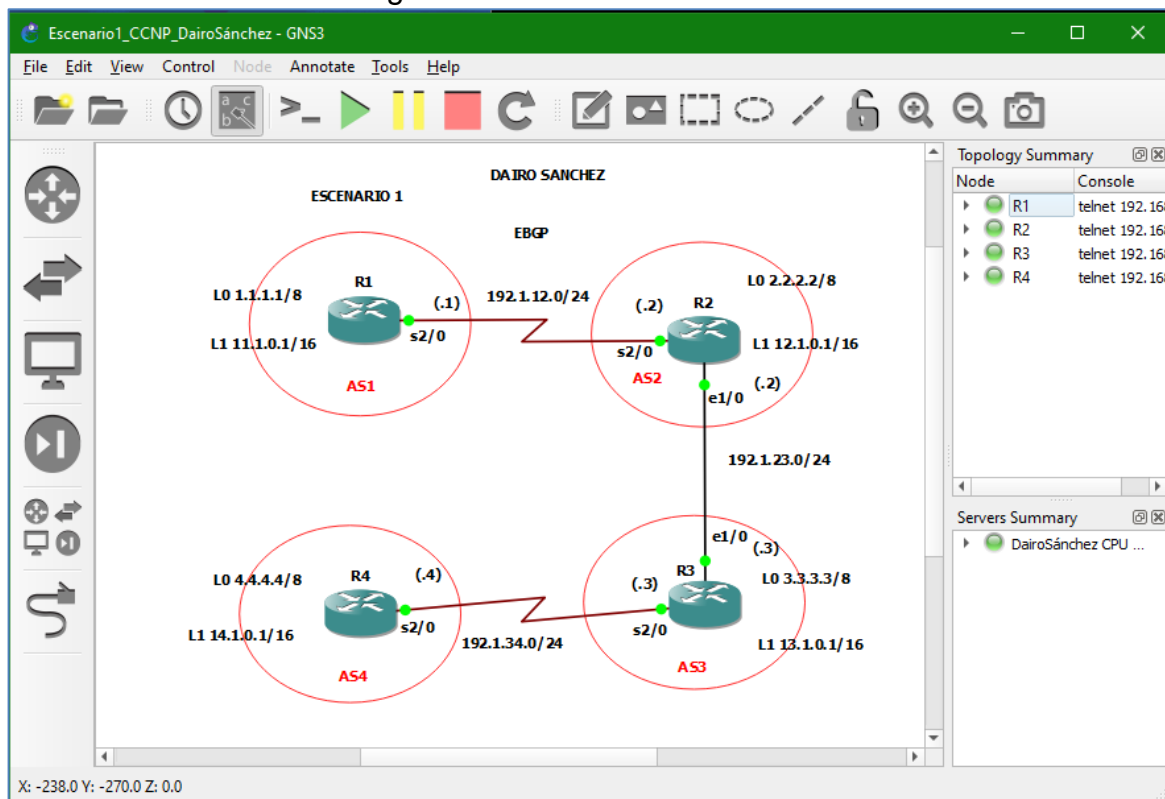 Escenario1_CCNP_DairoSánchez - GNS3
File Edit View Control Node Annotate Tools Help
Topology Summary
Node Console
R1 telnet 192.168
R2 telnet 192.168
R3 telnet 192.168
R4 telnet 192.168
DAIRO SANCHEZ
ESCENARIO 1
EBGP
L0 1.1.1.1/8
R1
(.1)
s2/0
L1 11.1.0.1/16
AS1
192.1.12.0/24
L0 2.2.2.2/8
(.2)
R2
s2/0
L1 12.1.0.1/16
AS2
e1/0 (.2)
192.1.23.0/24
e1/0 (.3)
L0 4.4.4.4/8
R4
(.4)
s2/0
L1 14.1.0.1/16
AS4
192.1.34.0/24
(.3)
R3
L0 3.3.3.3/8
s2/0
L1 13.1.0.1/16
AS3
Servers Summary
DairoSánchez CPU ...
X: -238.0 Y: -270.0 Z: 0.0